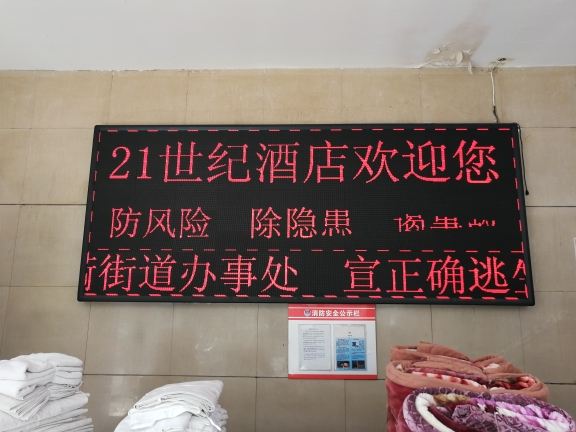 21世纪酒店欢迎您
防风险 除隐患
街道办事处 宣正确逃生
消防安全公示栏